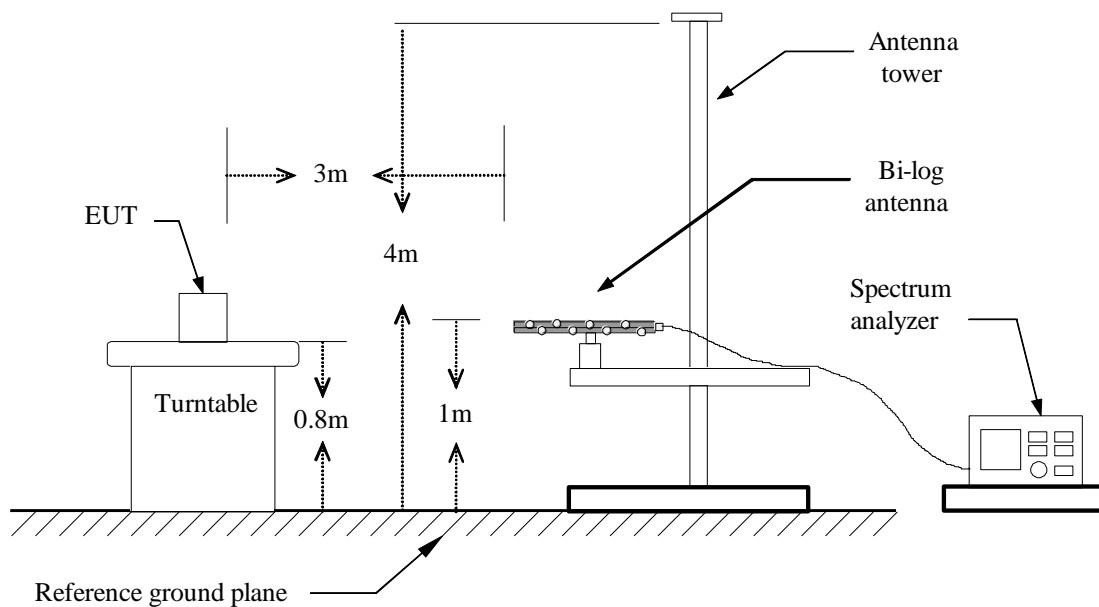 Antenna
tower
3m
Bi-log
antenna
EUT
4m
Spectrum
analyzer
Turntable
0.8m
1m
Reference ground plane